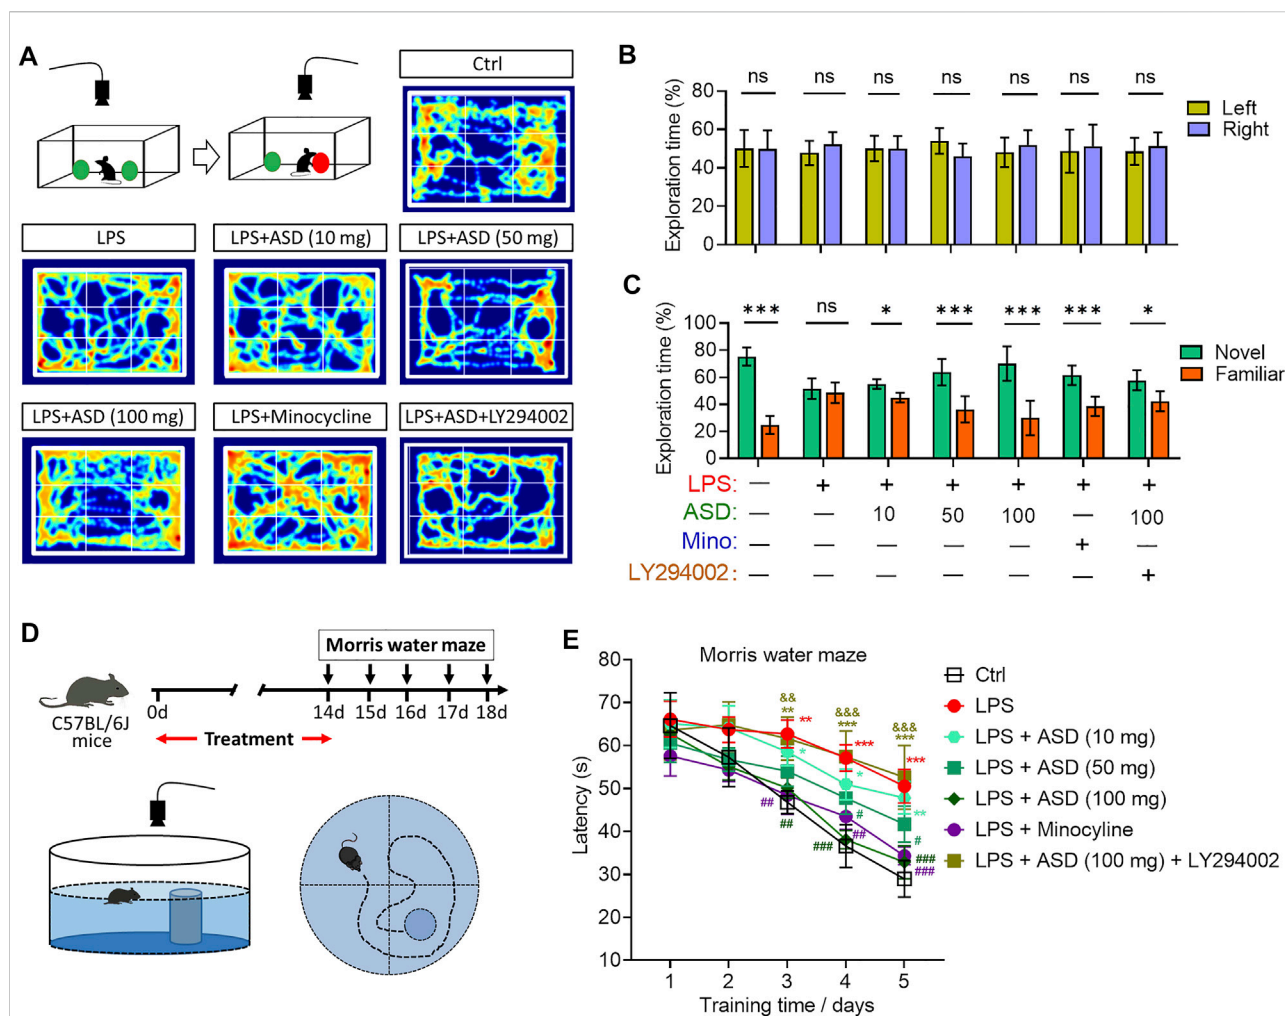 A
Ctrl
LPS
LPS+ASD (10 mg)
LPS+ASD (50 mg)
LPS+ASD (100 mg)
LPS+Minocycline
LPS+ASD+LY294002
B
ns ns ns ns ns ns ns
80
60
40
20
0
Exploration time (%)
Left
Right
C
*** ns * *** *** *** *
100
80
60
40
20
0
Exploration time (%)
Novel
Familiar
LPS: — + + + + + +
ASD: — — 10 50 100 — 100
Mino: — — — — — + —
LY294002: — — — — — — +
D
Morris water maze
C57BL/6J
mice
0d 14d 15d 16d 17d 18d
Treatment
E
Morris water maze
80
70
60
50
40
30
20
10
Latency (s)
&&
**
**
*
##
##
&&&
***
***
*
#
##
###
&&&
***
***
**
#
###
###
1 2 3 4 5
Training time / days
Ctrl
LPS
LPS + ASD (10 mg)
LPS + ASD (50 mg)
LPS + ASD (100 mg)
LPS + Minocyline
LPS + ASD (100 mg) + LY294002